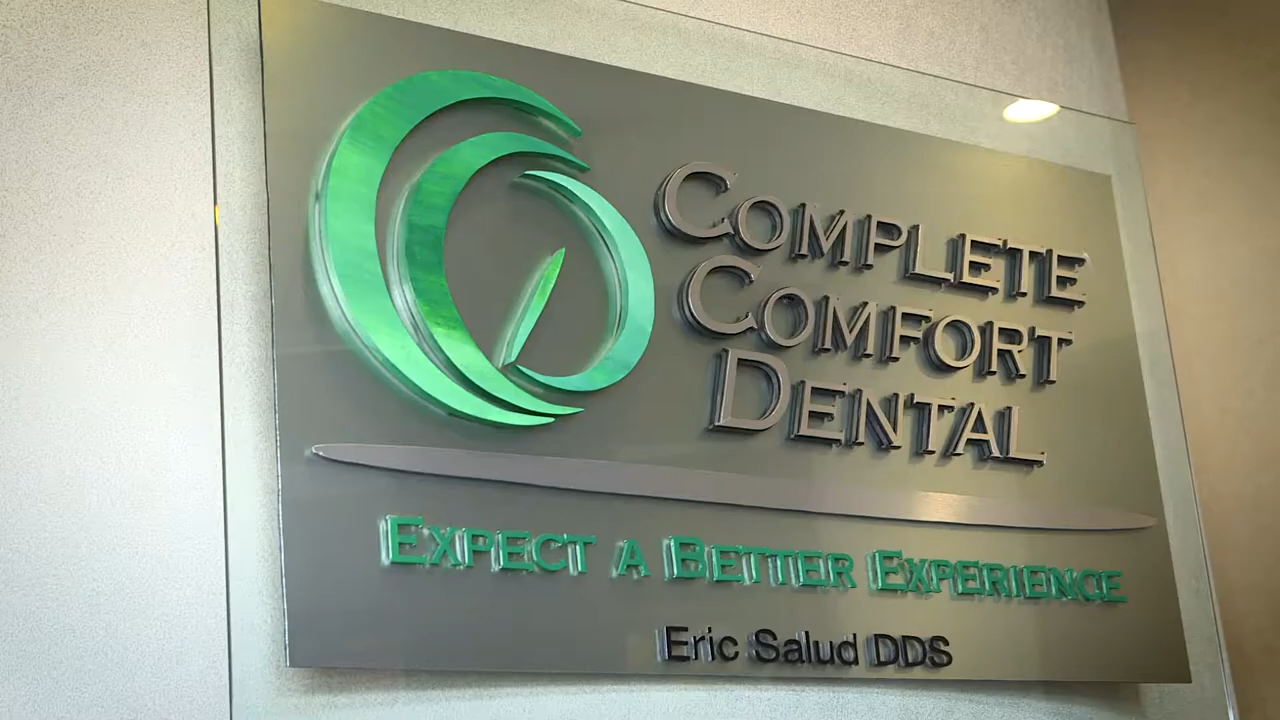 COMPLETE
COMFORT
DENTAL
EXPECT A BETTER EXPERIENCE
Eric Salud DDS